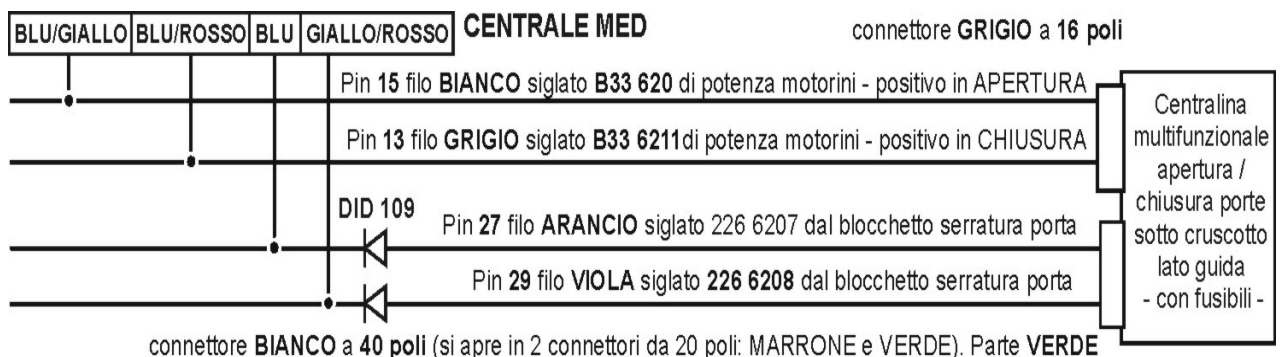 BLU/GIALLO BLU/ROSSO BLU GIALLO/ROSSO CENTRALE MED connettore GRIGIO a 16 poli
Pin 15 filo BIANCO siglato B33 620 di potenza motorini - positivo in APERTURA
Pin 13 filo GRIGIO siglato B33 6211di potenza motorini - positivo in CHIUSURA
DID 109
Pin 27 filo ARANCIO siglato 226 6207 dal blocchetto serratura porta
Pin 29 filo VIOLA siglato 226 6208 dal blocchetto serratura porta
Centralina
multifunzionale
apertura /
chiusura porte
sotto cruscotto
lato guida
- con fusibili -
connettore BIANCO a 40 poli (si apre in 2 connettori da 20 poli: MARRONE e VERDE). Parte VERDE